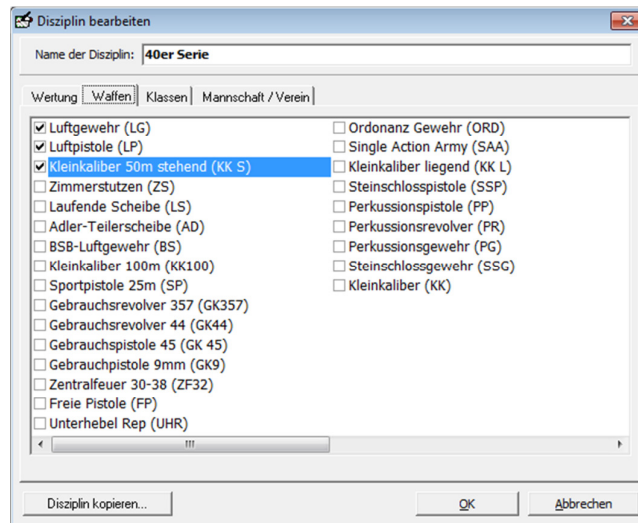 Disziplin bearbeiten
Name der Disziplin: 40er Serie
Wertung Waffen Klassen Mannschaft / Verein
Luftgewehr (LG)
Luftpistole (LP)
Kleinkaliber 50m stehend (KK S)
Zimmerstutzen (ZS)
Laufende Scheibe (LS)
Adler-Teilerscheibe (AD)
BSB-Luftgewehr (BS)
Kleinkaliber 100m (KK100)
Sportpistole 25m (SP)
Gebrauchsrevolver 357 (GK357)
Gebrauchsrevolver 44 (GK44)
Gebrauchspistole 45 (GK 45)
Gebrauchpistole 9mm (GK9)
Zentralfeuer 30-38 (ZF32)
Freie Pistole (FP)
Unterhebel Rep (UHR)
Ordonanz Gewehr (ORD)
Single Action Army (SAA)
Kleinkaliber liegend (KK L)
Steinschlosspistole (SSP)
Perkussionspistole (PP)
Perkussionsrevolver (PR)
Perkussionsgewehr (PG)
Steinschlossgewehr (SSG)
Kleinkaliber (KK)
Disziplin kopieren... OK Abbrechen